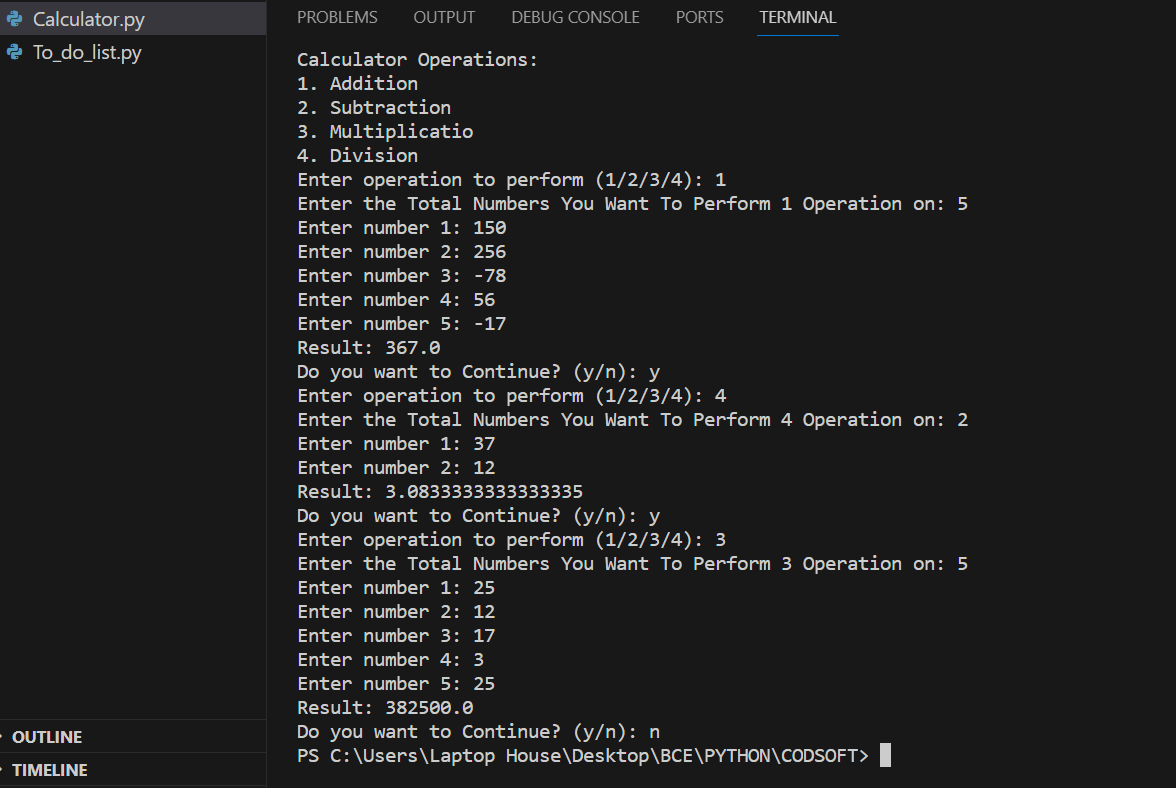 Calculator.py
To_do_list.py
OUTLINE
TIMELINE
PROBLEMS OUTPUT DEBUG CONSOLE PORTS TERMINAL
Calculator Operations:
1. Addition
2. Subtraction
3. Multiplicatio
4. Division
Enter operation to perform (1/2/3/4): 1
Enter the Total Numbers You Want To Perform 1 Operation on: 5
Enter number 1: 150
Enter number 2: 256
Enter number 3: -78
Enter number 4: 56
Enter number 5: -17
Result: 367.0
Do you want to Continue? (y/n): y
Enter operation to perform (1/2/3/4): 4
Enter the Total Numbers You Want To Perform 4 Operation on: 2
Enter number 1: 37
Enter number 2: 12
Result: 3.0833333333333335
Do you want to Continue? (y/n): y
Enter operation to perform (1/2/3/4): 3
Enter the Total Numbers You Want To Perform 3 Operation on: 5
Enter number 1: 25
Enter number 2: 12
Enter number 3: 17
Enter number 4: 3
Enter number 5: 25
Result: 382500.0
Do you want to Continue? (y/n): n
PS C:\Users\Laptop House\Desktop\BCE\PYTHON\CODSOFT>